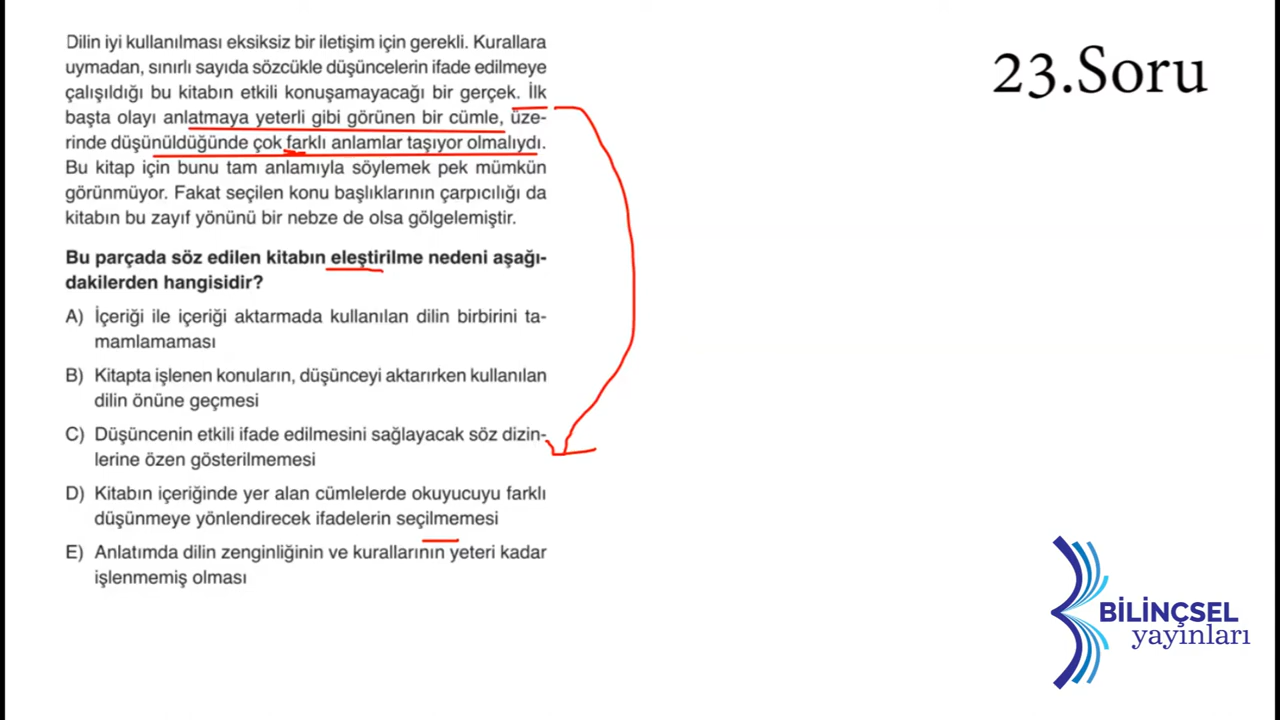 Dilin iyi kullanılması eksiksiz bir iletişim için gerekli. Kurallara
uymadan, sınırlı sayıda sözcükle düşüncelerin ifade edilmeye
çalışıldığı bu kitabın etkili konuşamayacağı bir gerçek. İlk
başta olayı anlatmaya yeterli gibi görünen bir cümle, üze-
rinde düşünüldüğünde çok farklı anlamlar taşıyor olmalıydı.
Bu kitap için bunu tam anlamıyla söylemek pek mümkün
görünmüyor. Fakat seçilen konu başlıklarının çarpıcılığı da
kitabın bu zayıf yönünü bir nebze de olsa gölgelemiştir.
Bu parçada söz edilen kitabın eleştirilme nedeni aşağı-
dakilerden hangisidir?
A) İçeriği ile içeriği aktarmada kullanılan dilin birbirini ta-
mamlamaması
B) Kitapta işlenen konuların, düşünceyi aktarırken kullanılan
dilin önüne geçmesi
C) Düşüncenin etkili ifade edilmesini sağlayacak söz dizin-
lerine özen gösterilmemesi
D) Kitabın içeriğinde yer alan cümlelerde okuyucuyu farklı
düşünmeye yönlendirecek ifadelerin seçilmemesi
E) Anlatımda dilin zenginliğinin ve kurallarının yeteri kadar
işlenmemiş olması
23.Soru
BİLİNÇSEL
yayınları